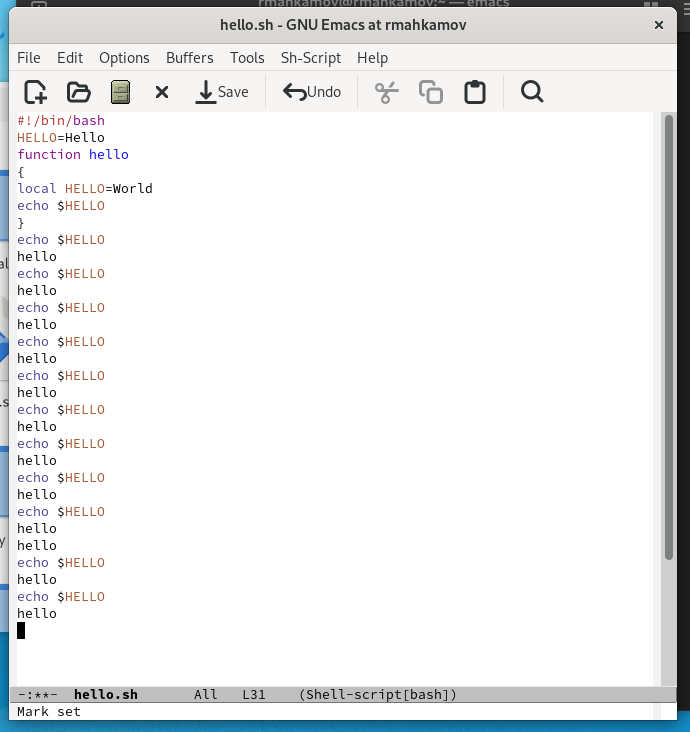 rmahkamov@rmahkamov:~ — emacs
hello.sh - GNU Emacs at rmahkamov
File Edit Options Buffers Tools Sh-Script Help
Save Undo
#!/bin/bash
HELLO=Hello
function hello
{
local HELLO=World
echo $HELLO
}
echo $HELLO
hello
echo $HELLO
hello
echo $HELLO
hello
echo $HELLO
hello
echo $HELLO
hello
echo $HELLO
hello
echo $HELLO
hello
echo $HELLO
hello
echo $HELLO
hello
hello
echo $HELLO
hello
echo $HELLO
hello
-:**- hello.sh All L31 (Shell-script[bash])
Mark set